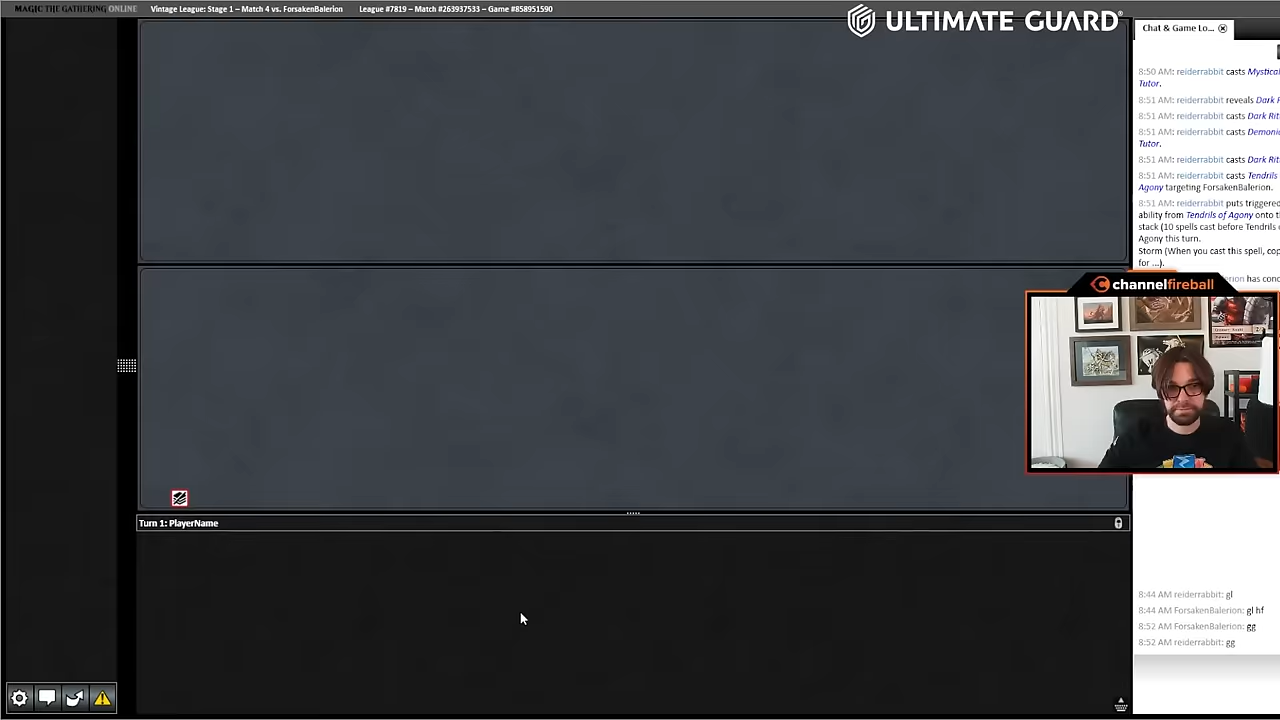 MAGIC THE GATHERING ONLINE
Vintage League: Stage 1 – Match 4 vs. ForsakenBalerion
League #7819 – Match #263937533 – Game #858951590
ULTIMATE GUARD
Chat & Game Lo...
8:50 AM: reiderrabbit casts Mystical
Tutor.
8:51 AM: reiderrabbit reveals Dark R
8:51 AM: reiderrabbit casts Dark Rit
8:51 AM: reiderrabbit casts Demonic
Tutor.
8:51 AM: reiderrabbit casts Dark Rit
8:51 AM: reiderrabbit casts Tendrils
Agony targeting ForsakenBalerion.
8:51 AM: reiderrabbit puts triggered
ability from Tendrils of Agony onto t
stack (10 spells cast before Tendrils o
Agony this turn.
Storm (When you cast this spell, cop
for ...).
erion has conc
channelfireball
Turn 1: PlayerName
8:44 AM reiderrabbit: gl
8:44 AM ForsakenBalerion: gl hf
8:52 AM ForsakenBalerion: gg
8:52 AM reiderrabbit: gg